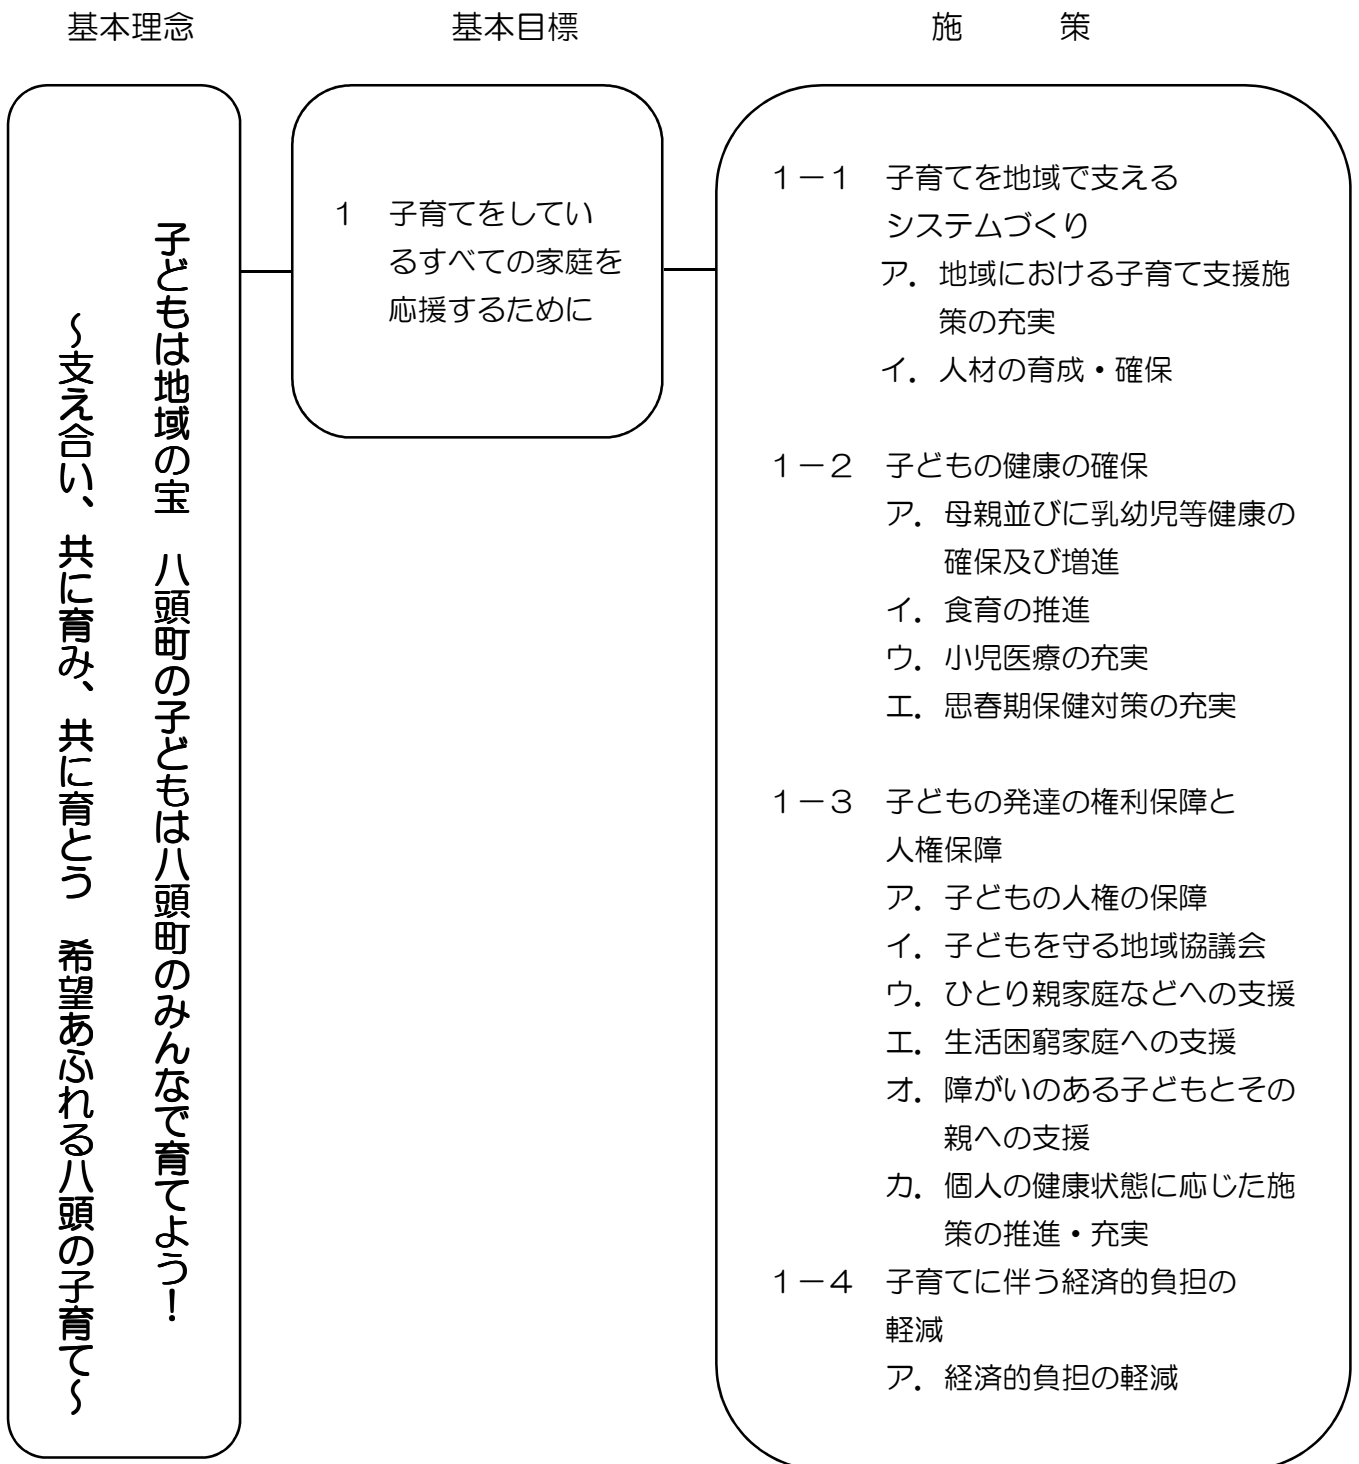 基本理念
基本目標
施 策
子どもは地域の宝 八頭町の子どもは八頭町のみんなで育てよう！
～支え合い、共に育み、共に育とう 希望あふれる八頭の子育て～
1 子育てをしてい
るすべての家庭を
応援するために
１－１ 子育てを地域で支える
システムづくり
ア．地域における子育て支援施
策の充実
イ．人材の育成・確保
１－２ 子どもの健康の確保
ア．母親並びに乳幼児等健康の
確保及び増進
イ．食育の推進
ウ．小児医療の充実
エ．思春期保健対策の充実
１－３ 子どもの発達の権利保障と
人権保障
ア．子どもの人権の保障
イ．子どもを守る地域協議会
ウ．ひとり親家庭などへの支援
エ．生活困窮家庭への支援
オ．障がいのある子どもとその
親への支援
カ．個人の健康状態に応じた施
策の推進・充実
１－４ 子育てに伴う経済的負担の
軽減
ア．経済的負担の軽減